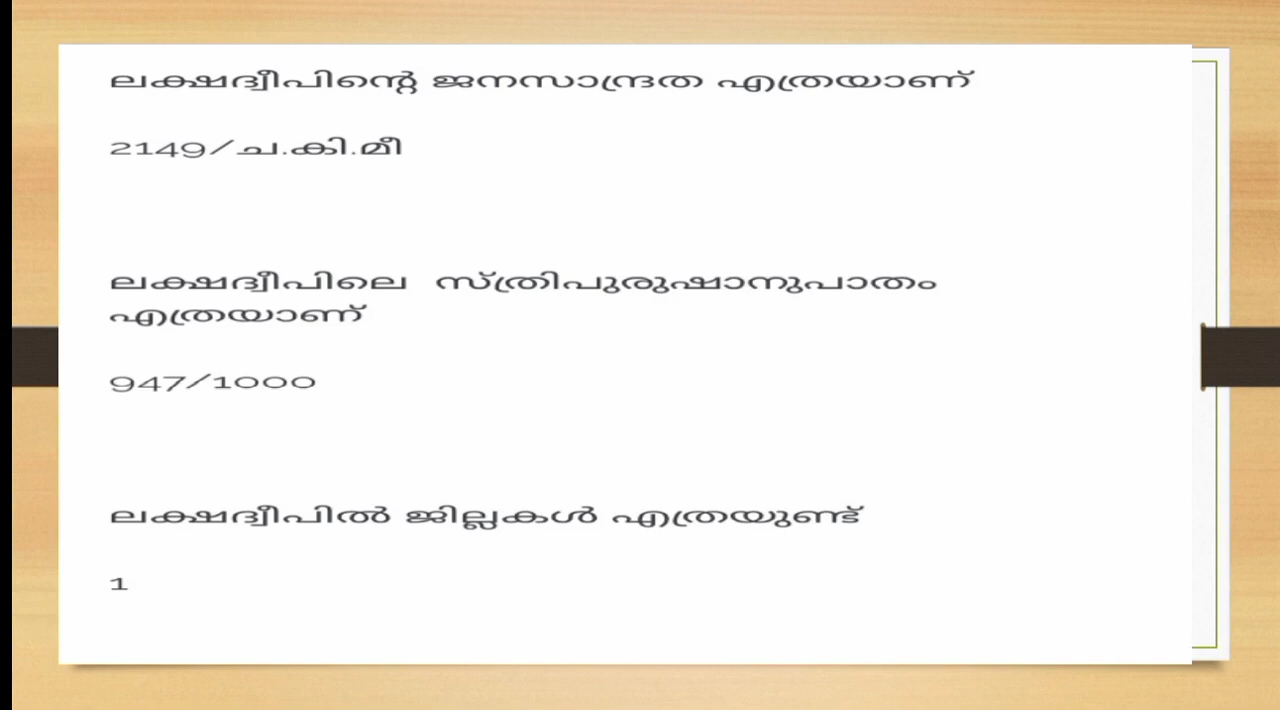 ലക്ഷദ്വീപിന്റെ ജനസാന്ദ്രത എത്രയാണ്
2149/ച.കി.മീ
ലക്ഷദ്വീപിലെ സ്ത്രിപുരുഷാനുപാതം
എത്രയാണ്
947/1000
ലക്ഷദ്വീപിൽ ജില്ലകൾ എത്രയുണ്ട്
1